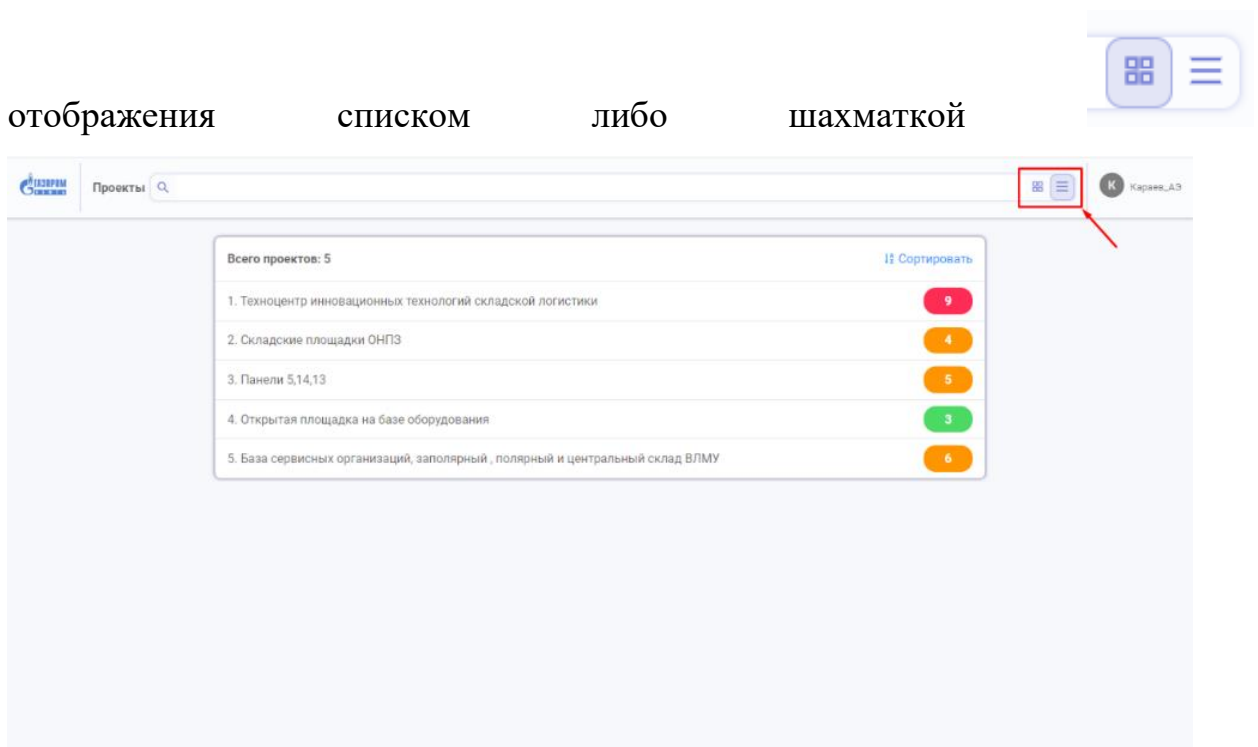 отображения списком либо шахматкой
ГАЗПРОМ
Проекты
К Караев_АЭ
Всего проектов: 5 Сортировать
1. Техноцентр инновационных технологий складской логистики 9
2. Складские площадки ОНПЗ 4
3. Панели 5,14,13 5
4. Открытая площадка на базе оборудования 3
5. База сервисных организаций, заполярный , полярный и центральный склад ВЛМУ 6